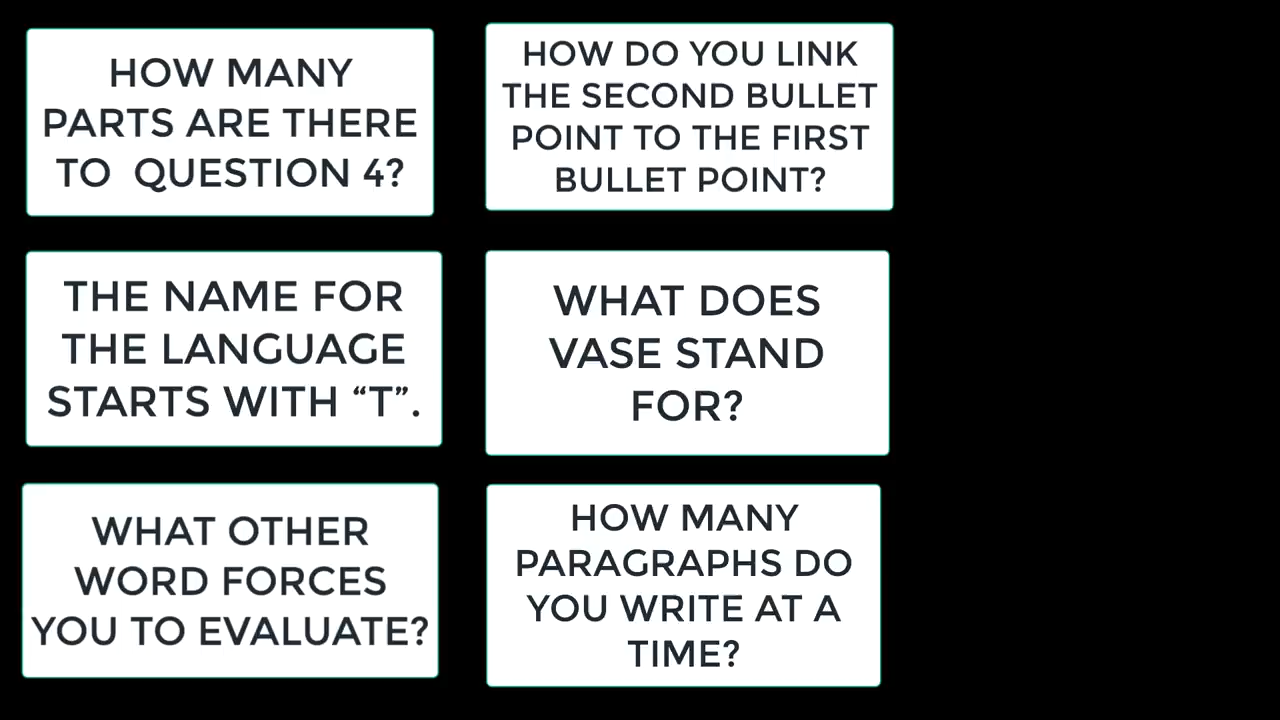 HOW MANY
PARTS ARE THERE
TO  QUESTION 4?
HOW DO YOU LINK
THE SECOND BULLET
POINT TO THE FIRST
BULLET POINT?
THE NAME FOR
THE LANGUAGE
STARTS WITH “T”.
WHAT DOES
VASE STAND
FOR?
WHAT OTHER
WORD FORCES
YOU TO EVALUATE?
HOW MANY
PARAGRAPHS DO
YOU WRITE AT A
TIME?